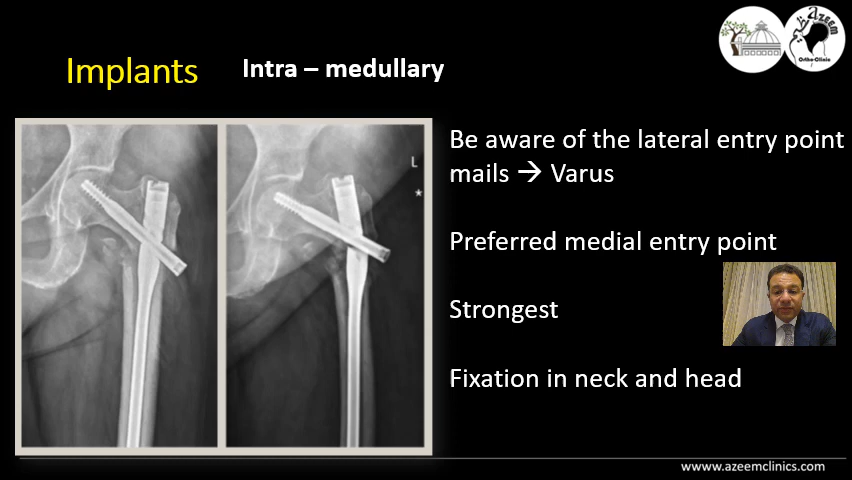 Implants
Intra – medullary
Azeem
Ortho-Clinic
L
*
Be aware of the lateral entry point
mails → Varus
Preferred medial entry point
Strongest
Fixation in neck and head
www.azeemclinics.com